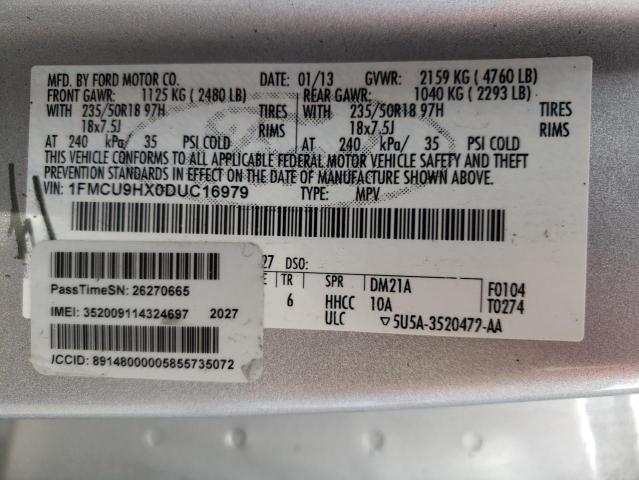 MFD. BY FORD MOTOR CO. DATE: 01/13 GVWR: 2159 KG ( 4760 LB)
FRONT GAWR: 1125 KG ( 2480 LB) REAR GAWR: 1040 KG ( 2293 LB)
WITH 235/50R18 97H TIRES WITH 235/50R18 97H TIRES
18x7.5J RIMS 18x7.5J RIMS
AT 240 kPa/ 35 PSI COLD AT 240 kPa/ 35 PSI COLD
THIS VEHICLE CONFORMS TO ALL APPLICABLE FEDERAL MOTOR VEHICLE SAFETY AND THEFT
PREVENTION STANDARDS IN EFFECT ON THE DATE OF MANUFACTURE SHOWN ABOVE.
VIN: 1FMCU9HX0DUC16979 TYPE: MPV
27 DSO:
E TR SPR DM21A F0104
6 HHCC 10A T0274
ULC ▽5U5A-3520472-AA
PassTimeSN: 26270665
IMEI: 352009114324697 2027
ICCID: 89148000005855735072